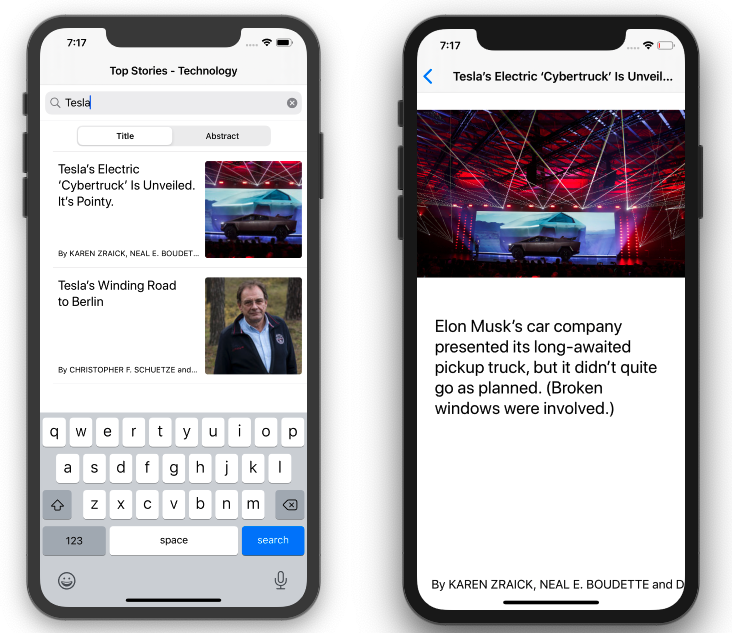 7:17
Top Stories - Technology
Tesla
Title
Abstract
Tesla's Electric
‘Cybertruck’ Is Unveiled.
It's Pointy.
By KAREN ZRAICK, NEAL E. BOUDET...
Tesla's Winding Road
to Berlin
By CHRISTOPHER F. SCHUETZE and...
q w e r t y u i o p
a s d f g h j k l
z x c v b n m
123
space
search
7:17
Tesla's Electric ‘Cybertruck’ Is Unveil...
Elon Musk's car company
presented its long-awaited
pickup truck, but it didn't quite
go as planned. (Broken
windows were involved.)
By KAREN ZRAICK, NEAL E. BOUDETTE and D